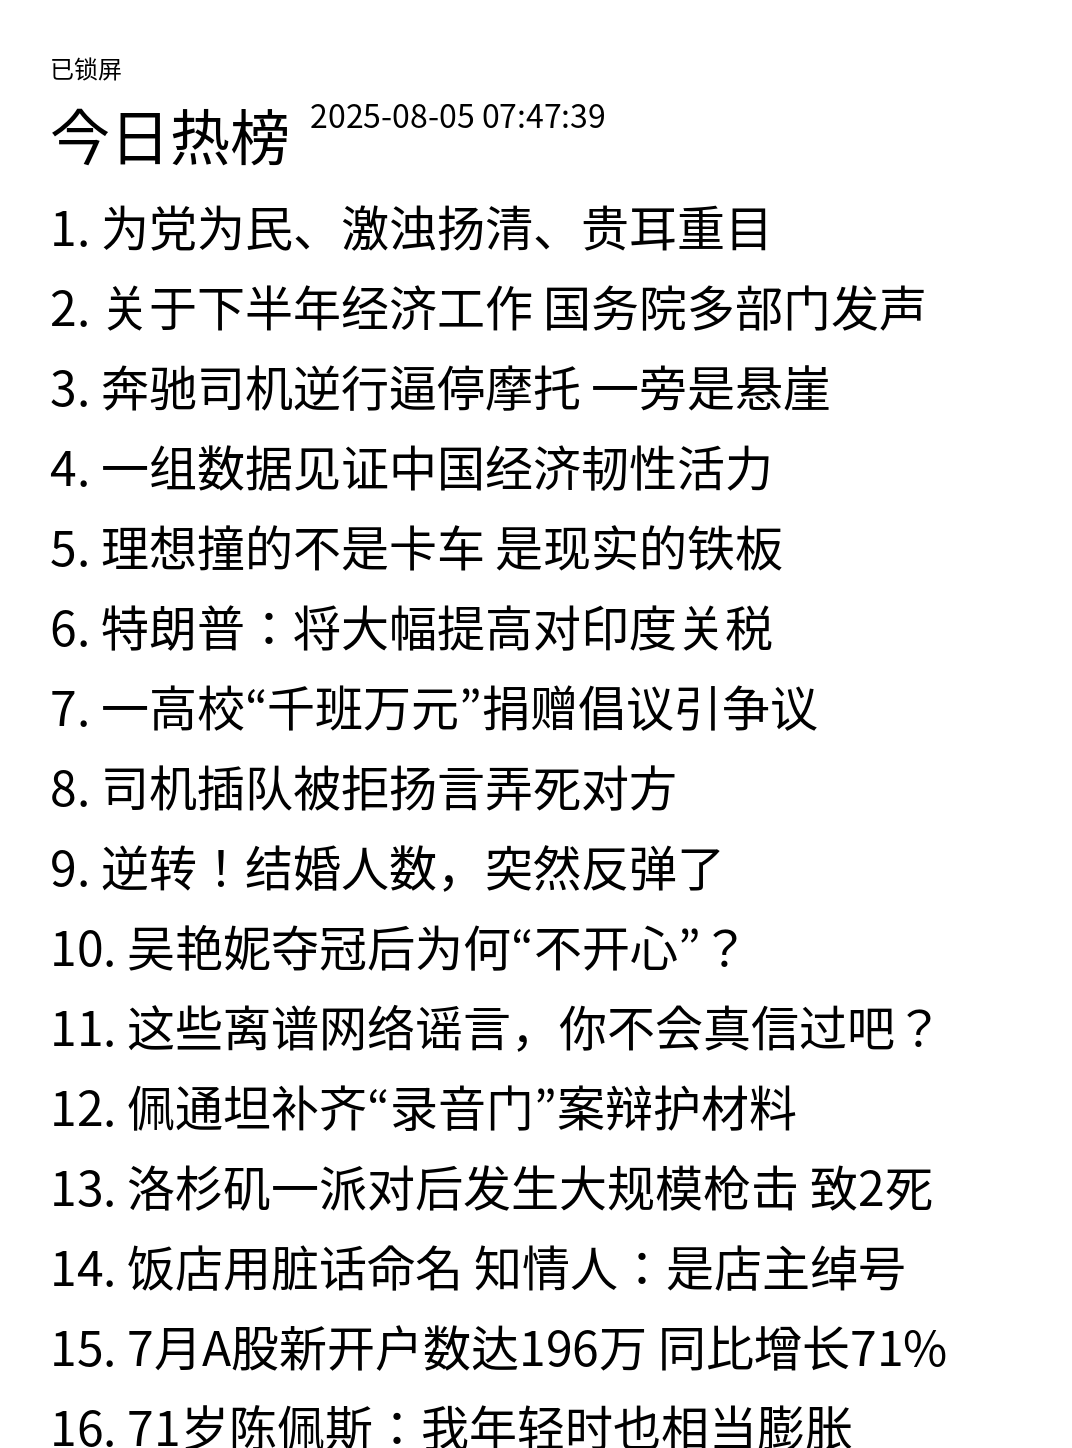 已锁屏
今日热榜 2025-08-05 07:47:39
1. 为党为民、激浊扬清、贵耳重目
2. 关于下半年经济工作 国务院多部门发声
3. 奔驰司机逆行逼停摩托 一旁是悬崖
4. 一组数据见证中国经济韧性活力
5. 理想撞的不是卡车 是现实的铁板
6. 特朗普：将大幅提高对印度关税
7. 一高校“千班万元”捐赠倡议引争议
8. 司机插队被拒扬言弄死对方
9. 逆转！结婚人数，突然反弹了
10. 吴艳妮夺冠后为何“不开心”？
11. 这些离谱网络谣言，你不会真信过吧？
12. 佩通坦补齐“录音门”案辩护材料
13. 洛杉矶一派对后发生大规模枪击 致2死
14. 饭店用脏话命名 知情人：是店主绰号
15. 7月A股新开户数达196万 同比增长71%
16. 71岁陈佩斯：我年轻时也相当膨胀